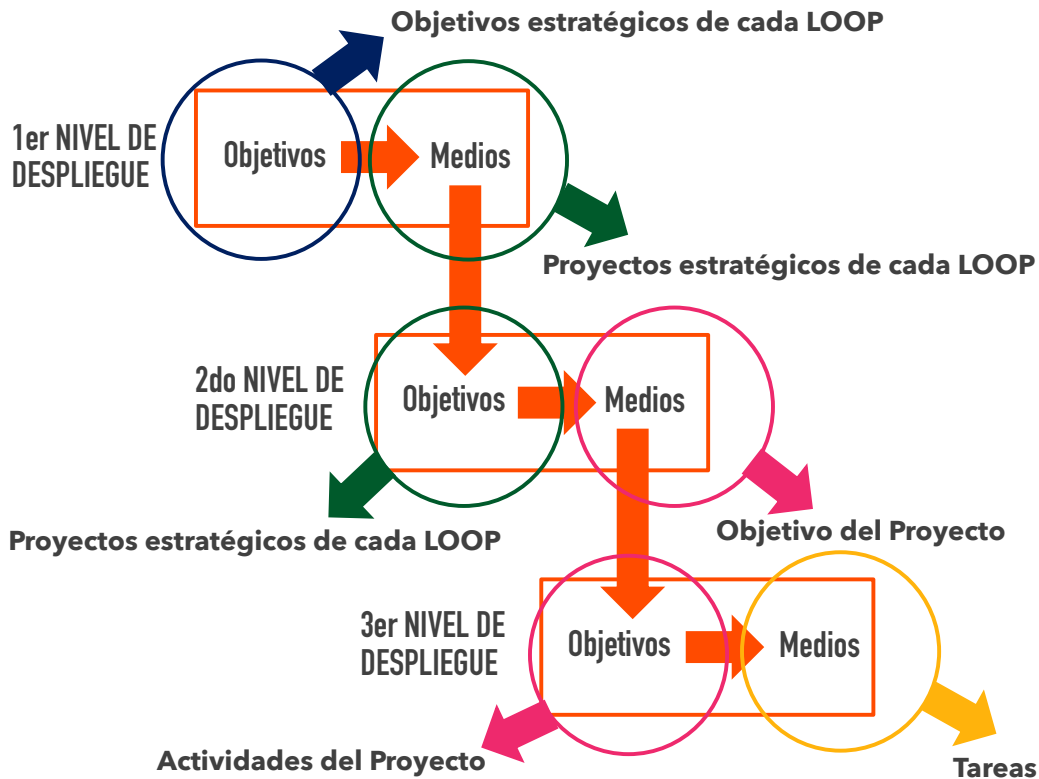 Objetivos estratégicos de cada LOOP
1er NIVEL DE
DESPLIEGUE
Objetivos
Medios
Proyectos estratégicos de cada LOOP
2do NIVEL DE
DESPLIEGUE
Objetivos
Medios
Proyectos estratégicos de cada LOOP
Objetivo del Proyecto
3er NIVEL DE
DESPLIEGUE
Objetivos
Medios
Actividades del Proyecto
Tareas